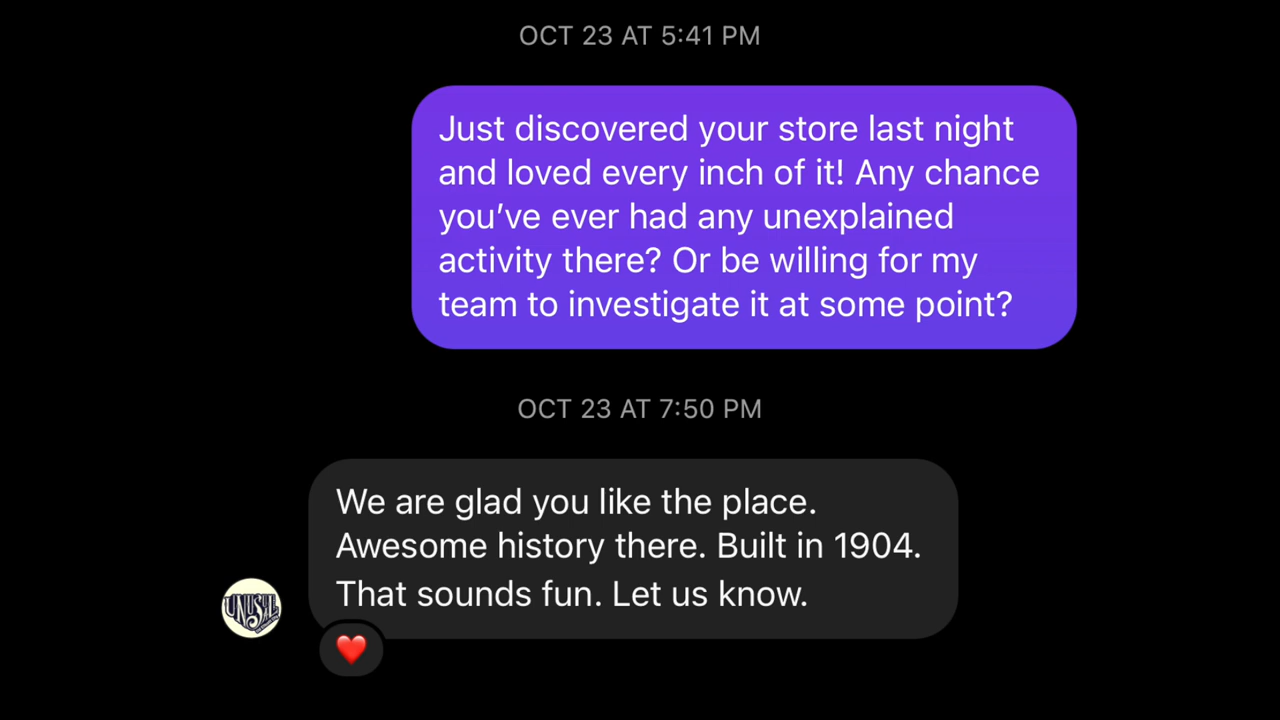 OCT 23 AT 5:41 PM
Just discovered your store last night
and loved every inch of it! Any chance
you’ve ever had any unexplained
activity there? Or be willing for my
team to investigate it at some point?
OCT 23 AT 7:50 PM
We are glad you like the place.
Awesome history there. Built in 1904.
That sounds fun. Let us know.
UNUSUAL